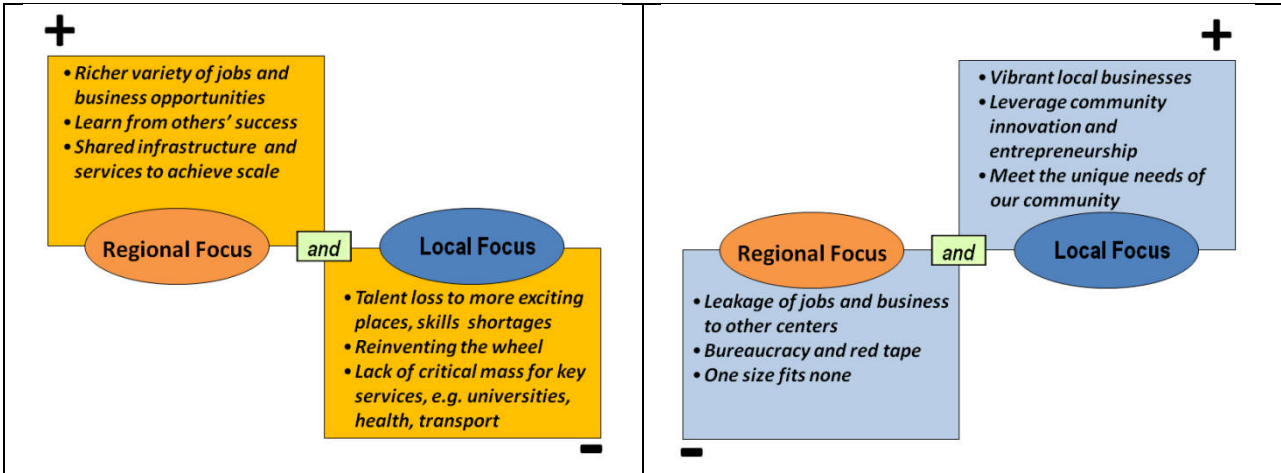 +
• Richer variety of jobs and
business opportunities
• Learn from others’ success
• Shared infrastructure and
services to achieve scale
Regional Focus
and
Local Focus
• Talent loss to more exciting
places, skills shortages
• Reinventing the wheel
• Lack of critical mass for key
services, e.g. universities,
health, transport
-
+
• Vibrant local businesses
• Leverage community
innovation and
entrepreneurship
• Meet the unique needs of
our community
Regional Focus
and
Local Focus
• Leakage of jobs and business
to other centers
• Bureaucracy and red tape
• One size fits none
-